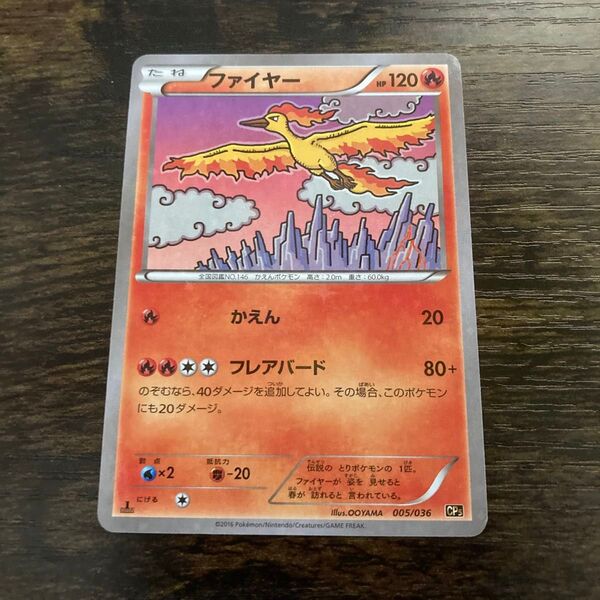 たね ファイヤー HP 120
全国図鑑NO.146 かえんポケモン 高さ:2.0m 重さ:60.0kg
かえん 20
フレアバード 80+
のぞむなら、40ダメージを追加してよい。その場合、このポケモン
にも20ダメージ。
弱点 抵抗力
×2 -20
にげる
伝説の とりポケモンの 1匹。
ファイヤーが 姿を 見せると
春が 訪れると 言われている。
Illus.OOYAMA 005/036 CP5
©2016 Pokémon/Nintendo/Creatures/GAME FREAK.